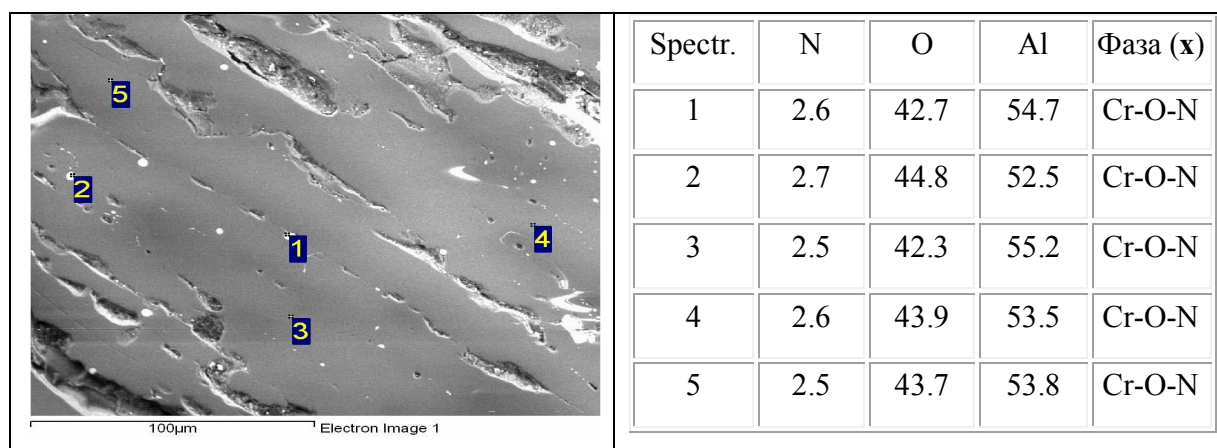 5
2
1
4
3
100µm Electron Image 1
Spectr. N O Al Фаза (x)
1 2.6 42.7 54.7 Cr-O-N
2 2.7 44.8 52.5 Cr-O-N
3 2.5 42.3 55.2 Cr-O-N
4 2.6 43.9 53.5 Cr-O-N
5 2.5 43.7 53.8 Cr-O-N